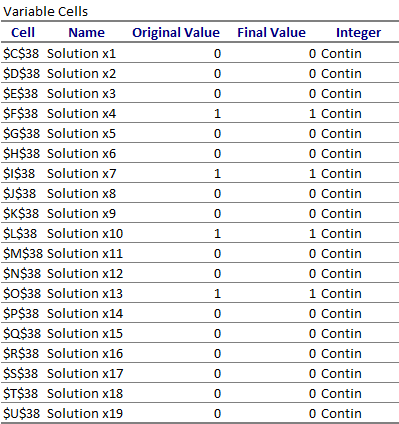 Variable Cells
Cell Name Original Value Final Value Integer
$C$38 Solution x1 0 0 Contin
$D$38 Solution x2 0 0 Contin
$E$38 Solution x3 0 0 Contin
$F$38 Solution x4 1 1 Contin
$G$38 Solution x5 0 0 Contin
$H$38 Solution x6 0 0 Contin
$I$38 Solution x7 1 1 Contin
$J$38 Solution x8 0 0 Contin
$K$38 Solution x9 0 0 Contin
$L$38 Solution x10 1 1 Contin
$M$38 Solution x11 0 0 Contin
$N$38 Solution x12 0 0 Contin
$O$38 Solution x13 1 1 Contin
$P$38 Solution x14 0 0 Contin
$Q$38 Solution x15 0 0 Contin
$R$38 Solution x16 0 0 Contin
$S$38 Solution x17 0 0 Contin
$T$38 Solution x18 0 0 Contin
$U$38 Solution x19 0 0 Contin